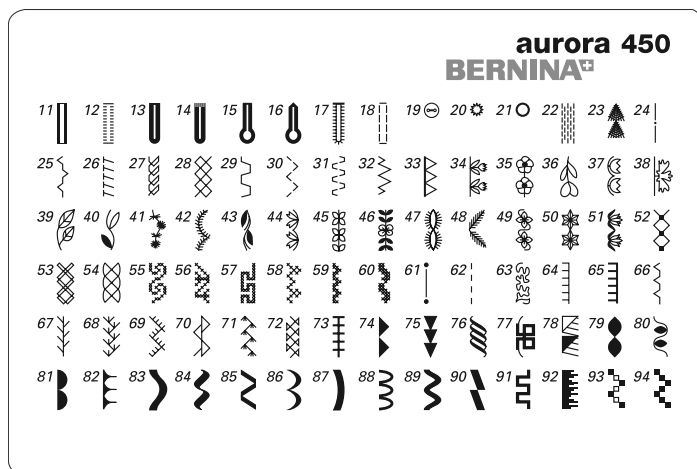 aurora 450
BERNINA
11 12 13 14 15 16 17 18 19 20 21 22 23 24
25 26 27 28 29 30 31 32 33 34 35 36 37 38
39 40 41 42 43 44 45 46 47 48 49 50 51 52
53 54 55 56 57 58 59 60 61 62 63 64 65 66
67 68 69 70 71 72 73 74 75 76 77 78 79 80
81 82 83 84 85 86 87 88 89 90 91 92 93 94